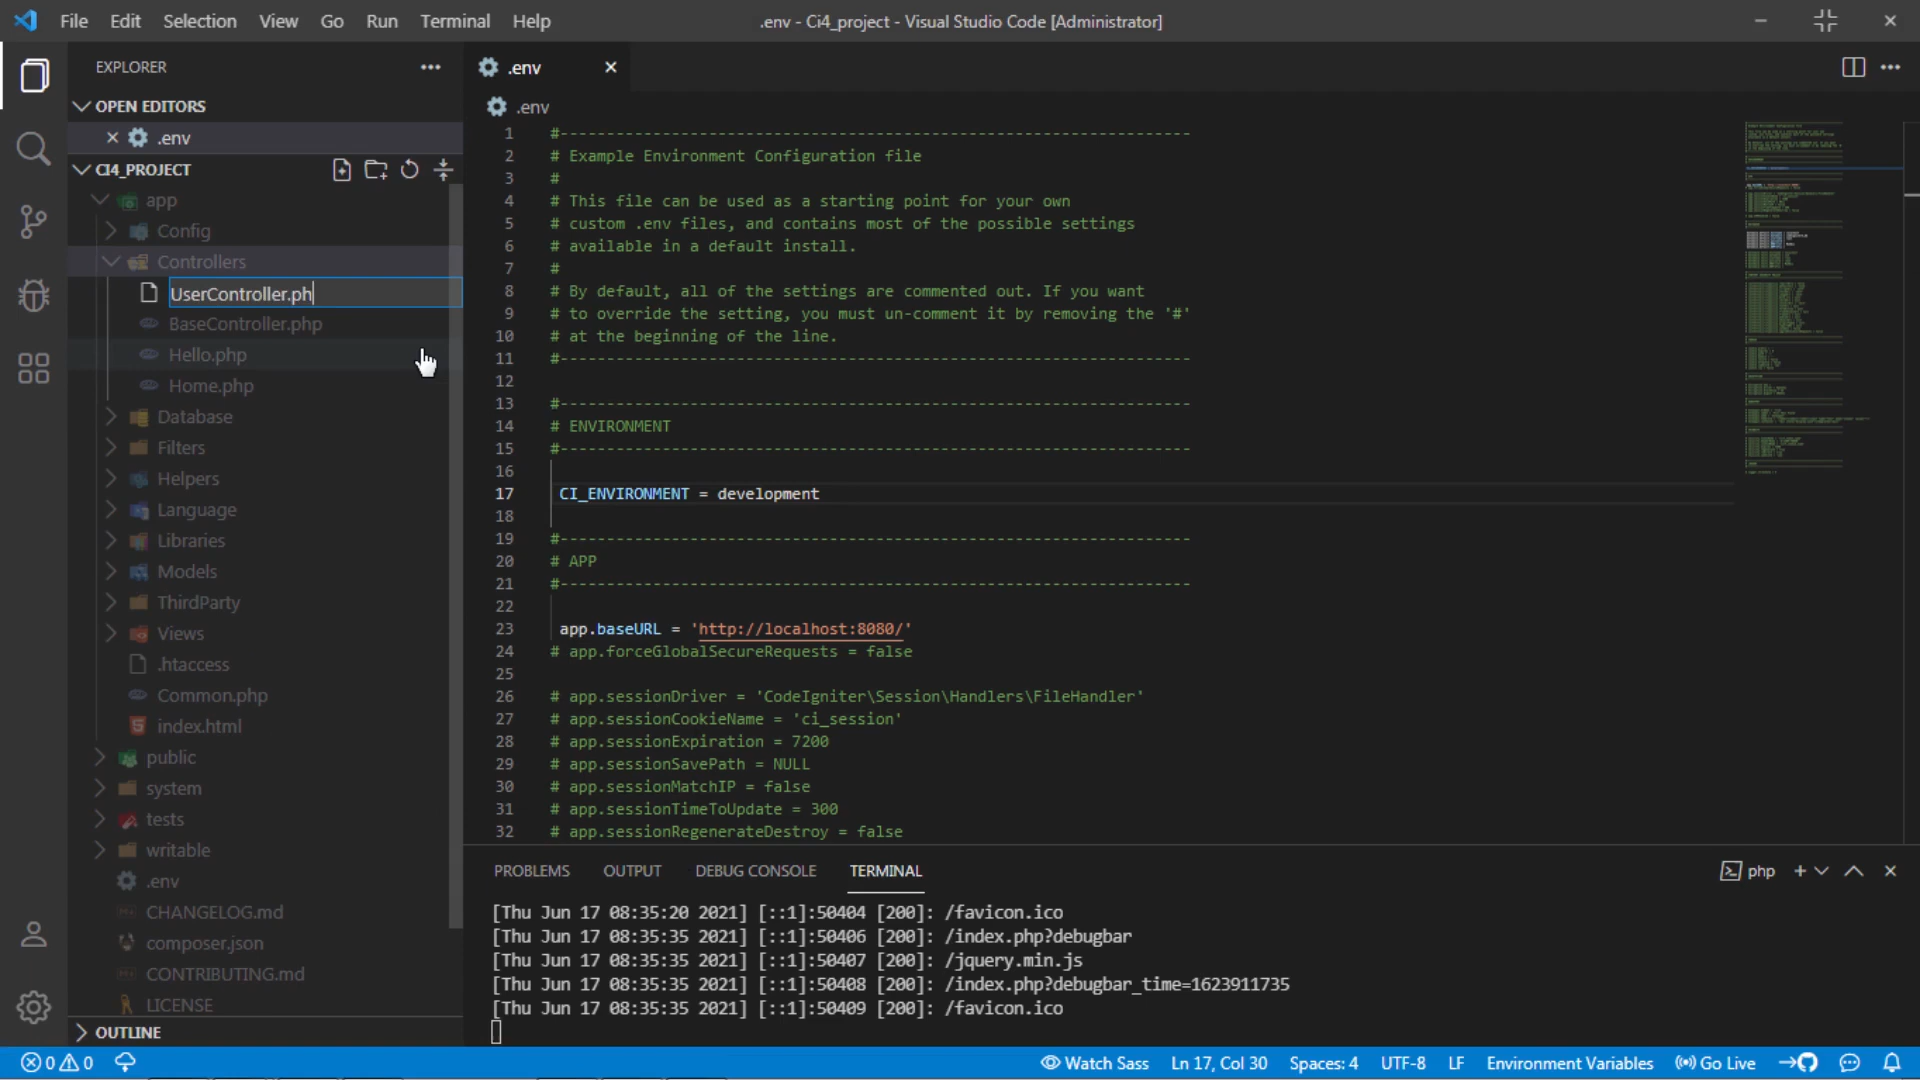 File Edit Selection View Go Run Terminal Help
.env - Ci4_project - Visual Studio Code [Administrator]
EXPLORER
OPEN EDITORS
.env
CI4_PROJECT
app
Config
Controllers
UserController.ph
BaseController.php
Hello.php
Home.php
Database
Filters
Helpers
Language
Libraries
Models
ThirdParty
Views
.htaccess
Common.php
index.html
public
system
tests
writable
.env
CHANGELOG.md
composer.json
CONTRIBUTING.md
LICENSE
OUTLINE
.env
.env
1 #--------------------------------------------------------------------
2 # Example Environment Configuration file
3 #
4 # This file can be used as a starting point for your own
5 # custom .env files, and contains most of the possible settings
6 # available in a default install.
7 #
8 # By default, all of the settings are commented out. If you want
9 # to override the setting, you must un-comment it by removing the '#'
10 # at the beginning of the line.
11 #--------------------------------------------------------------------
12
13 #--------------------------------------------------------------------
14 # ENVIRONMENT
15 #--------------------------------------------------------------------
16
17 CI_ENVIRONMENT = development
18
19 #--------------------------------------------------------------------
20 # APP
21 #--------------------------------------------------------------------
22
23 app.baseURL = 'http://localhost:8080/'
24 # app.forceGlobalSecureRequests = false
25
26 # app.sessionDriver = 'CodeIgniter\Session\Handlers\FileHandler'
27 # app.sessionCookieName = 'ci_session'
28 # app.sessionExpiration = 7200
29 # app.sessionSavePath = NULL
30 # app.sessionMatchIP = false
31 # app.sessionTimeToUpdate = 300
32 # app.sessionRegenerateDestroy = false
PROBLEMS OUTPUT DEBUG CONSOLE TERMINAL
php
[Thu Jun 17 08:35:20 2021] [::1]:50404 [200]: /favicon.ico
[Thu Jun 17 08:35:35 2021] [::1]:50406 [200]: /index.php?debugbar
[Thu Jun 17 08:35:35 2021] [::1]:50407 [200]: /jquery.min.js
[Thu Jun 17 08:35:35 2021] [::1]:50408 [200]: /index.php?debugbar_time=1623911735
[Thu Jun 17 08:35:35 2021] [::1]:50409 [200]: /favicon.ico
0 0
Watch Sass Ln 17, Col 30 Spaces: 4 UTF-8 LF Environment Variables Go Live